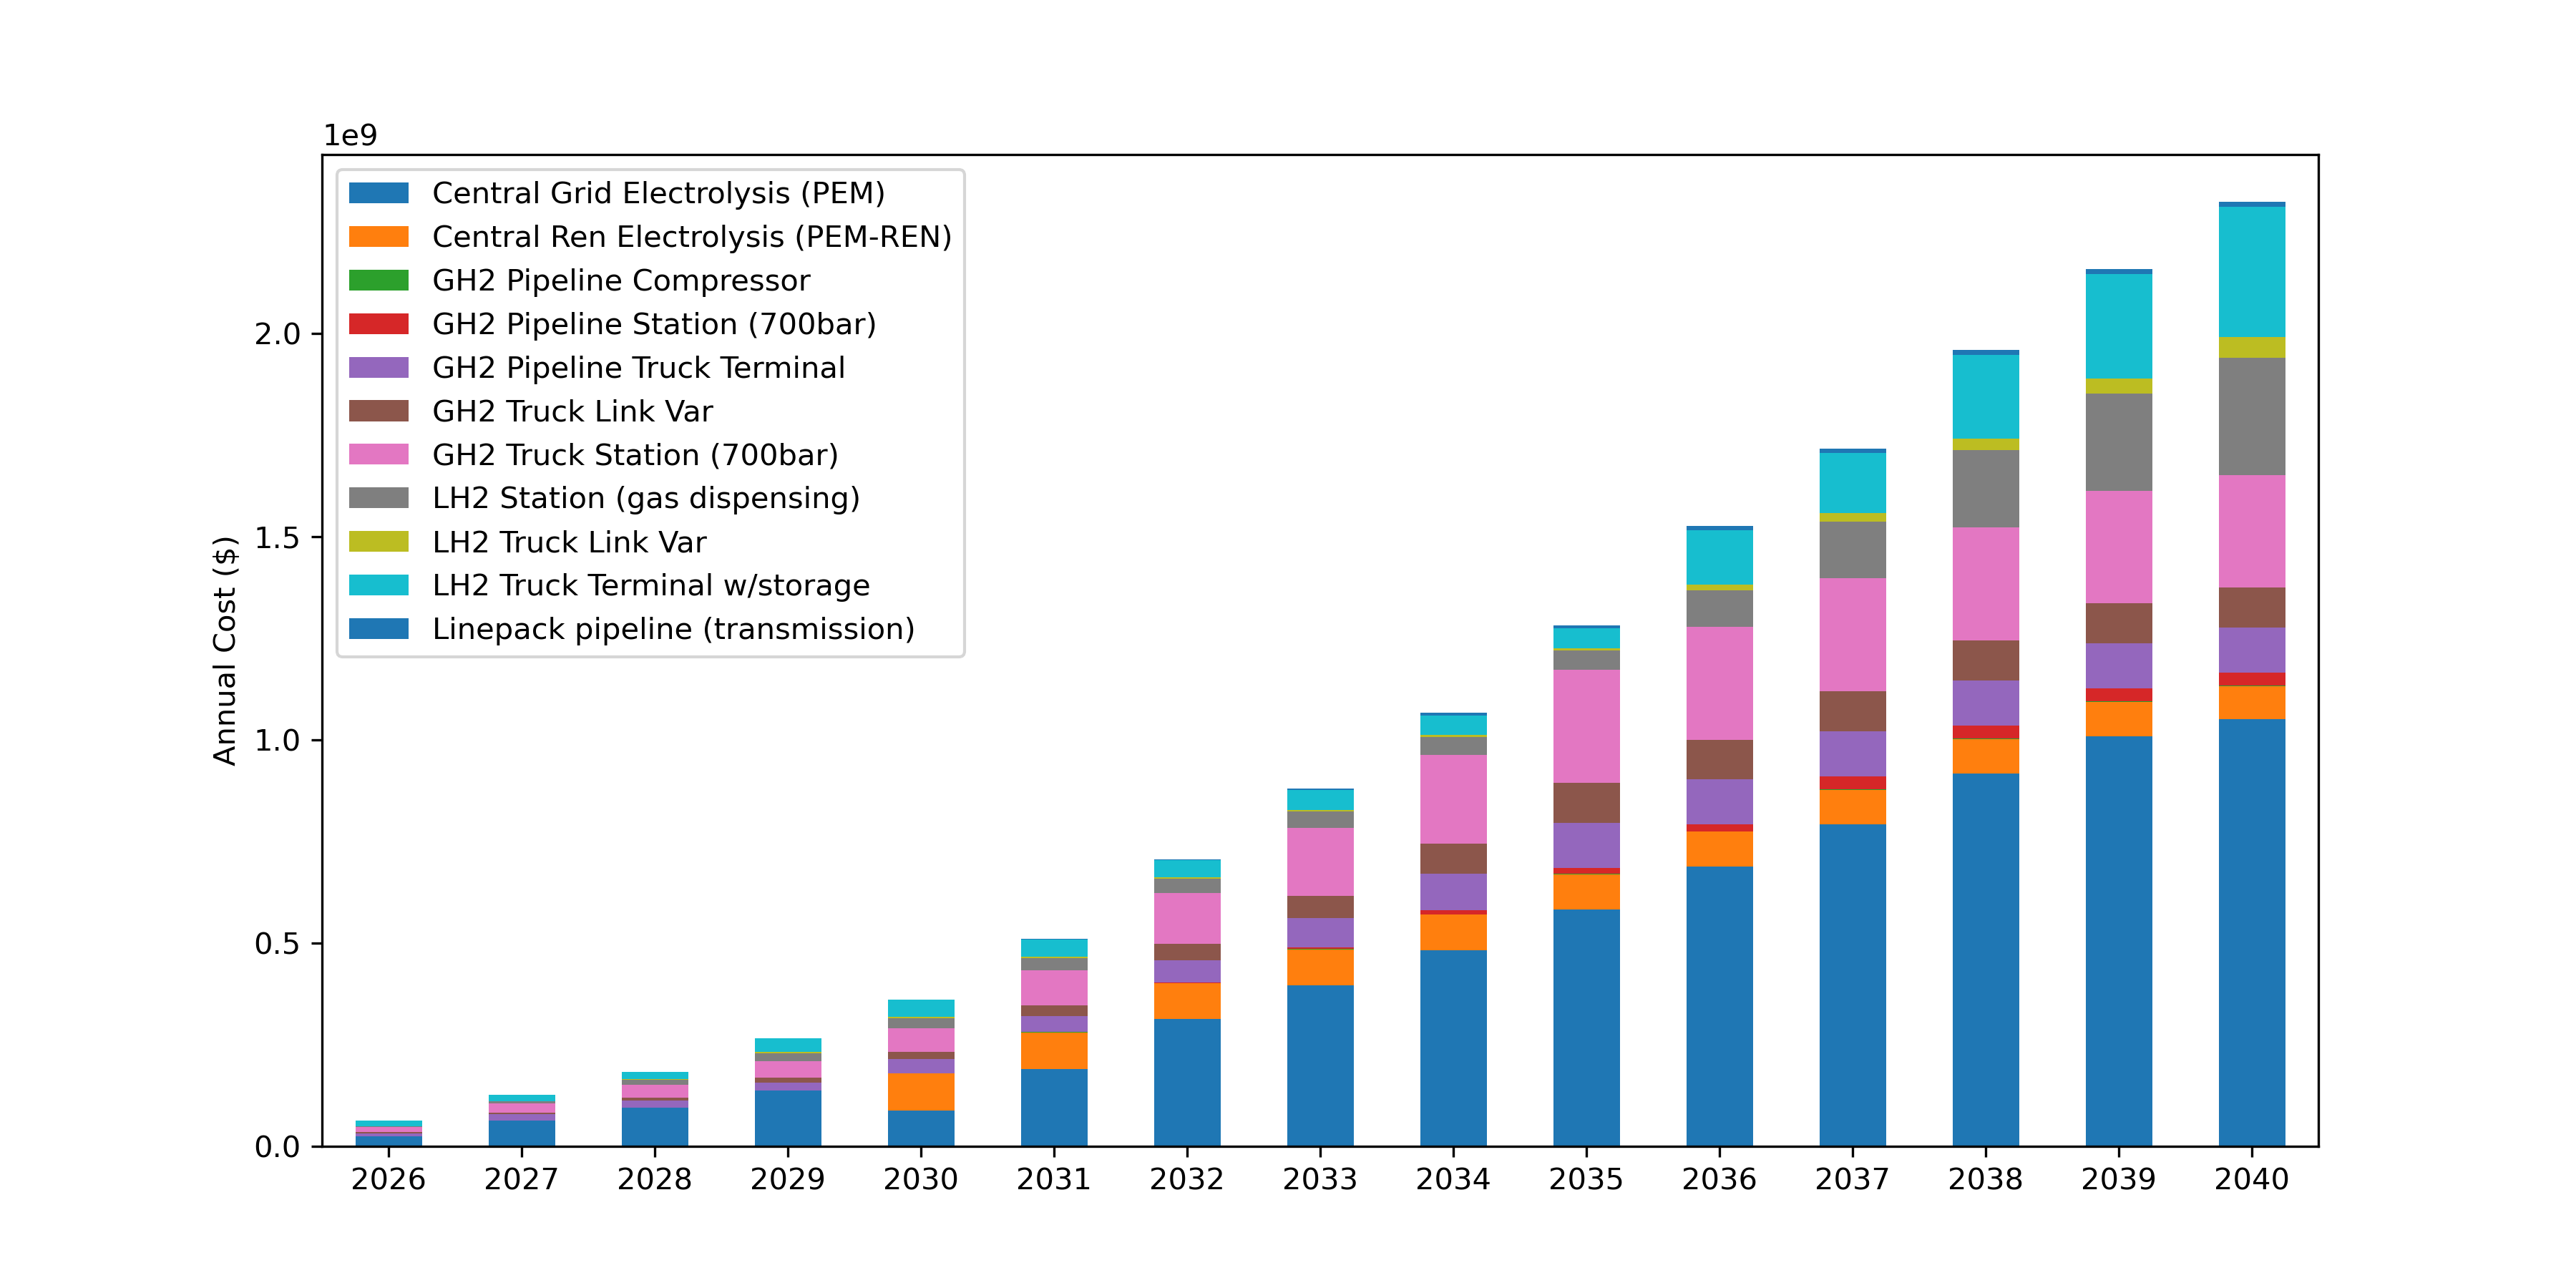 1e9
Central Grid Electrolysis (PEM)
Central Ren Electrolysis (PEM-REN)
GH2 Pipeline Compressor
GH2 Pipeline Station (700bar)
GH2 Pipeline Truck Terminal
GH2 Truck Link Var
GH2 Truck Station (700bar)
LH2 Station (gas dispensing)
LH2 Truck Link Var
LH2 Truck Terminal w/storage
Linepack pipeline (transmission)
Annual Cost ($)
2.0
1.5
1.0
0.5
0.0
2026 2027 2028 2029 2030 2031 2032 2033 2034 2035 2036 2037 2038 2039 2040